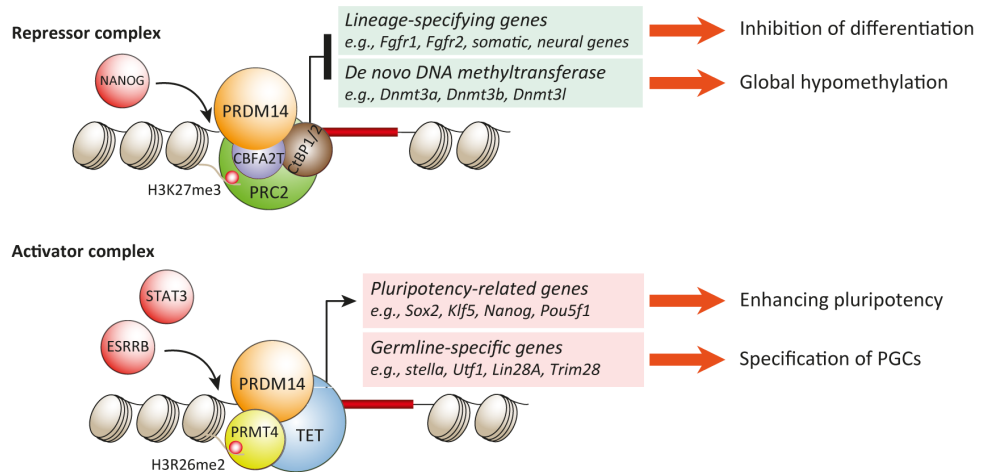 Repressor complex
NANOG
PRDM14
CBFA2T
CtBP1/2
PRC2
H3K27me3
Lineage-specifying genes
e.g., Fgfr1, Fgfr2, somatic, neural genes
Inhibition of differentiation
De novo DNA methyltransferase
e.g., Dnmt3a, Dnmt3b, Dnmt3l
Global hypomethylation
Activator complex
STAT3
ESRRB
PRDM14
PRMT4
TET
H3R26me2
Pluripotency-related genes
e.g., Sox2, Klf5, Nanog, Pou5f1
Enhancing pluripotency
Germline-specific genes
e.g., stella, Utf1, Lin28A, Trim28
Specification of PGCs